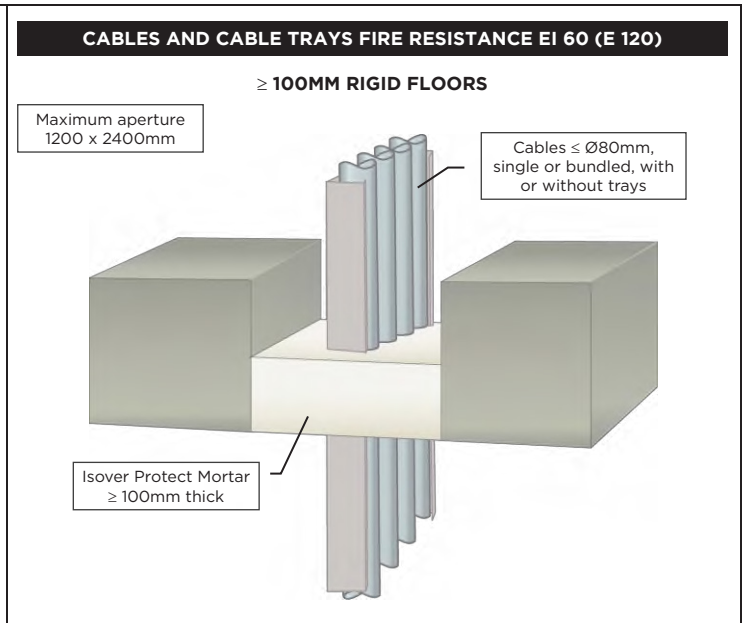 CABLES AND CABLE TRAYS FIRE RESISTANCE EI 60 (E 120)
≥ 100MM RIGID FLOORS
Maximum aperture
1200 x 2400mm
Cables ≤ Ø80mm,
single or bundled, with
or without trays
Isover Protect Mortar
≥ 100mm thick